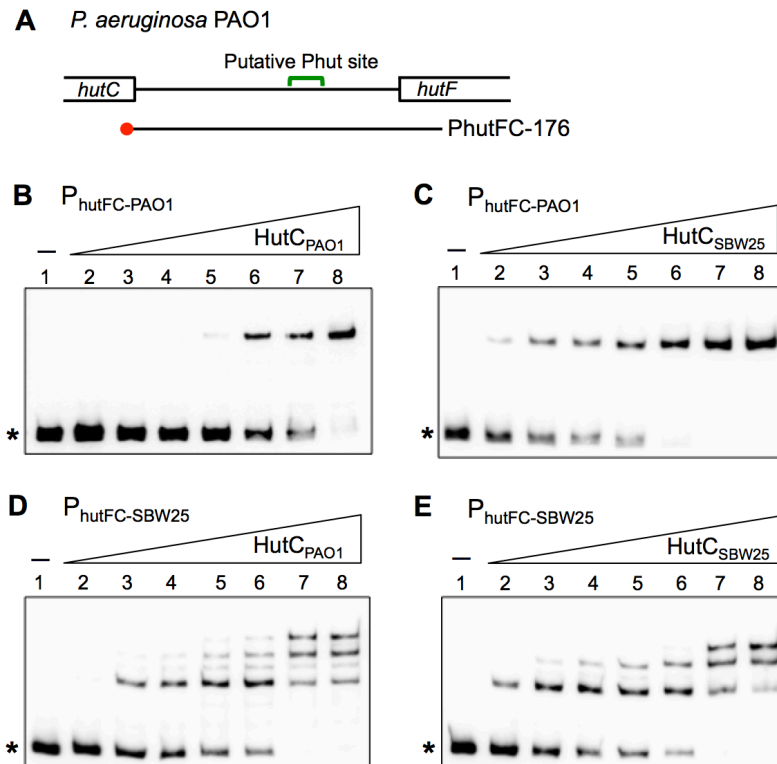 A P. aeruginosa PAO1
Putative Phut site
hutC hutF
PhutFC-176
B PhutFC-PAO1
HutCPAO1
– 1 2 3 4 5 6 7 8
*
C PhutFC-PAO1
HutCSBW25
– 1 2 3 4 5 6 7 8
*
D PhutFC-SBW25
HutCPAO1
– 1 2 3 4 5 6 7 8
*
E PhutFC-SBW25
HutCSBW25
– 1 2 3 4 5 6 7 8
*